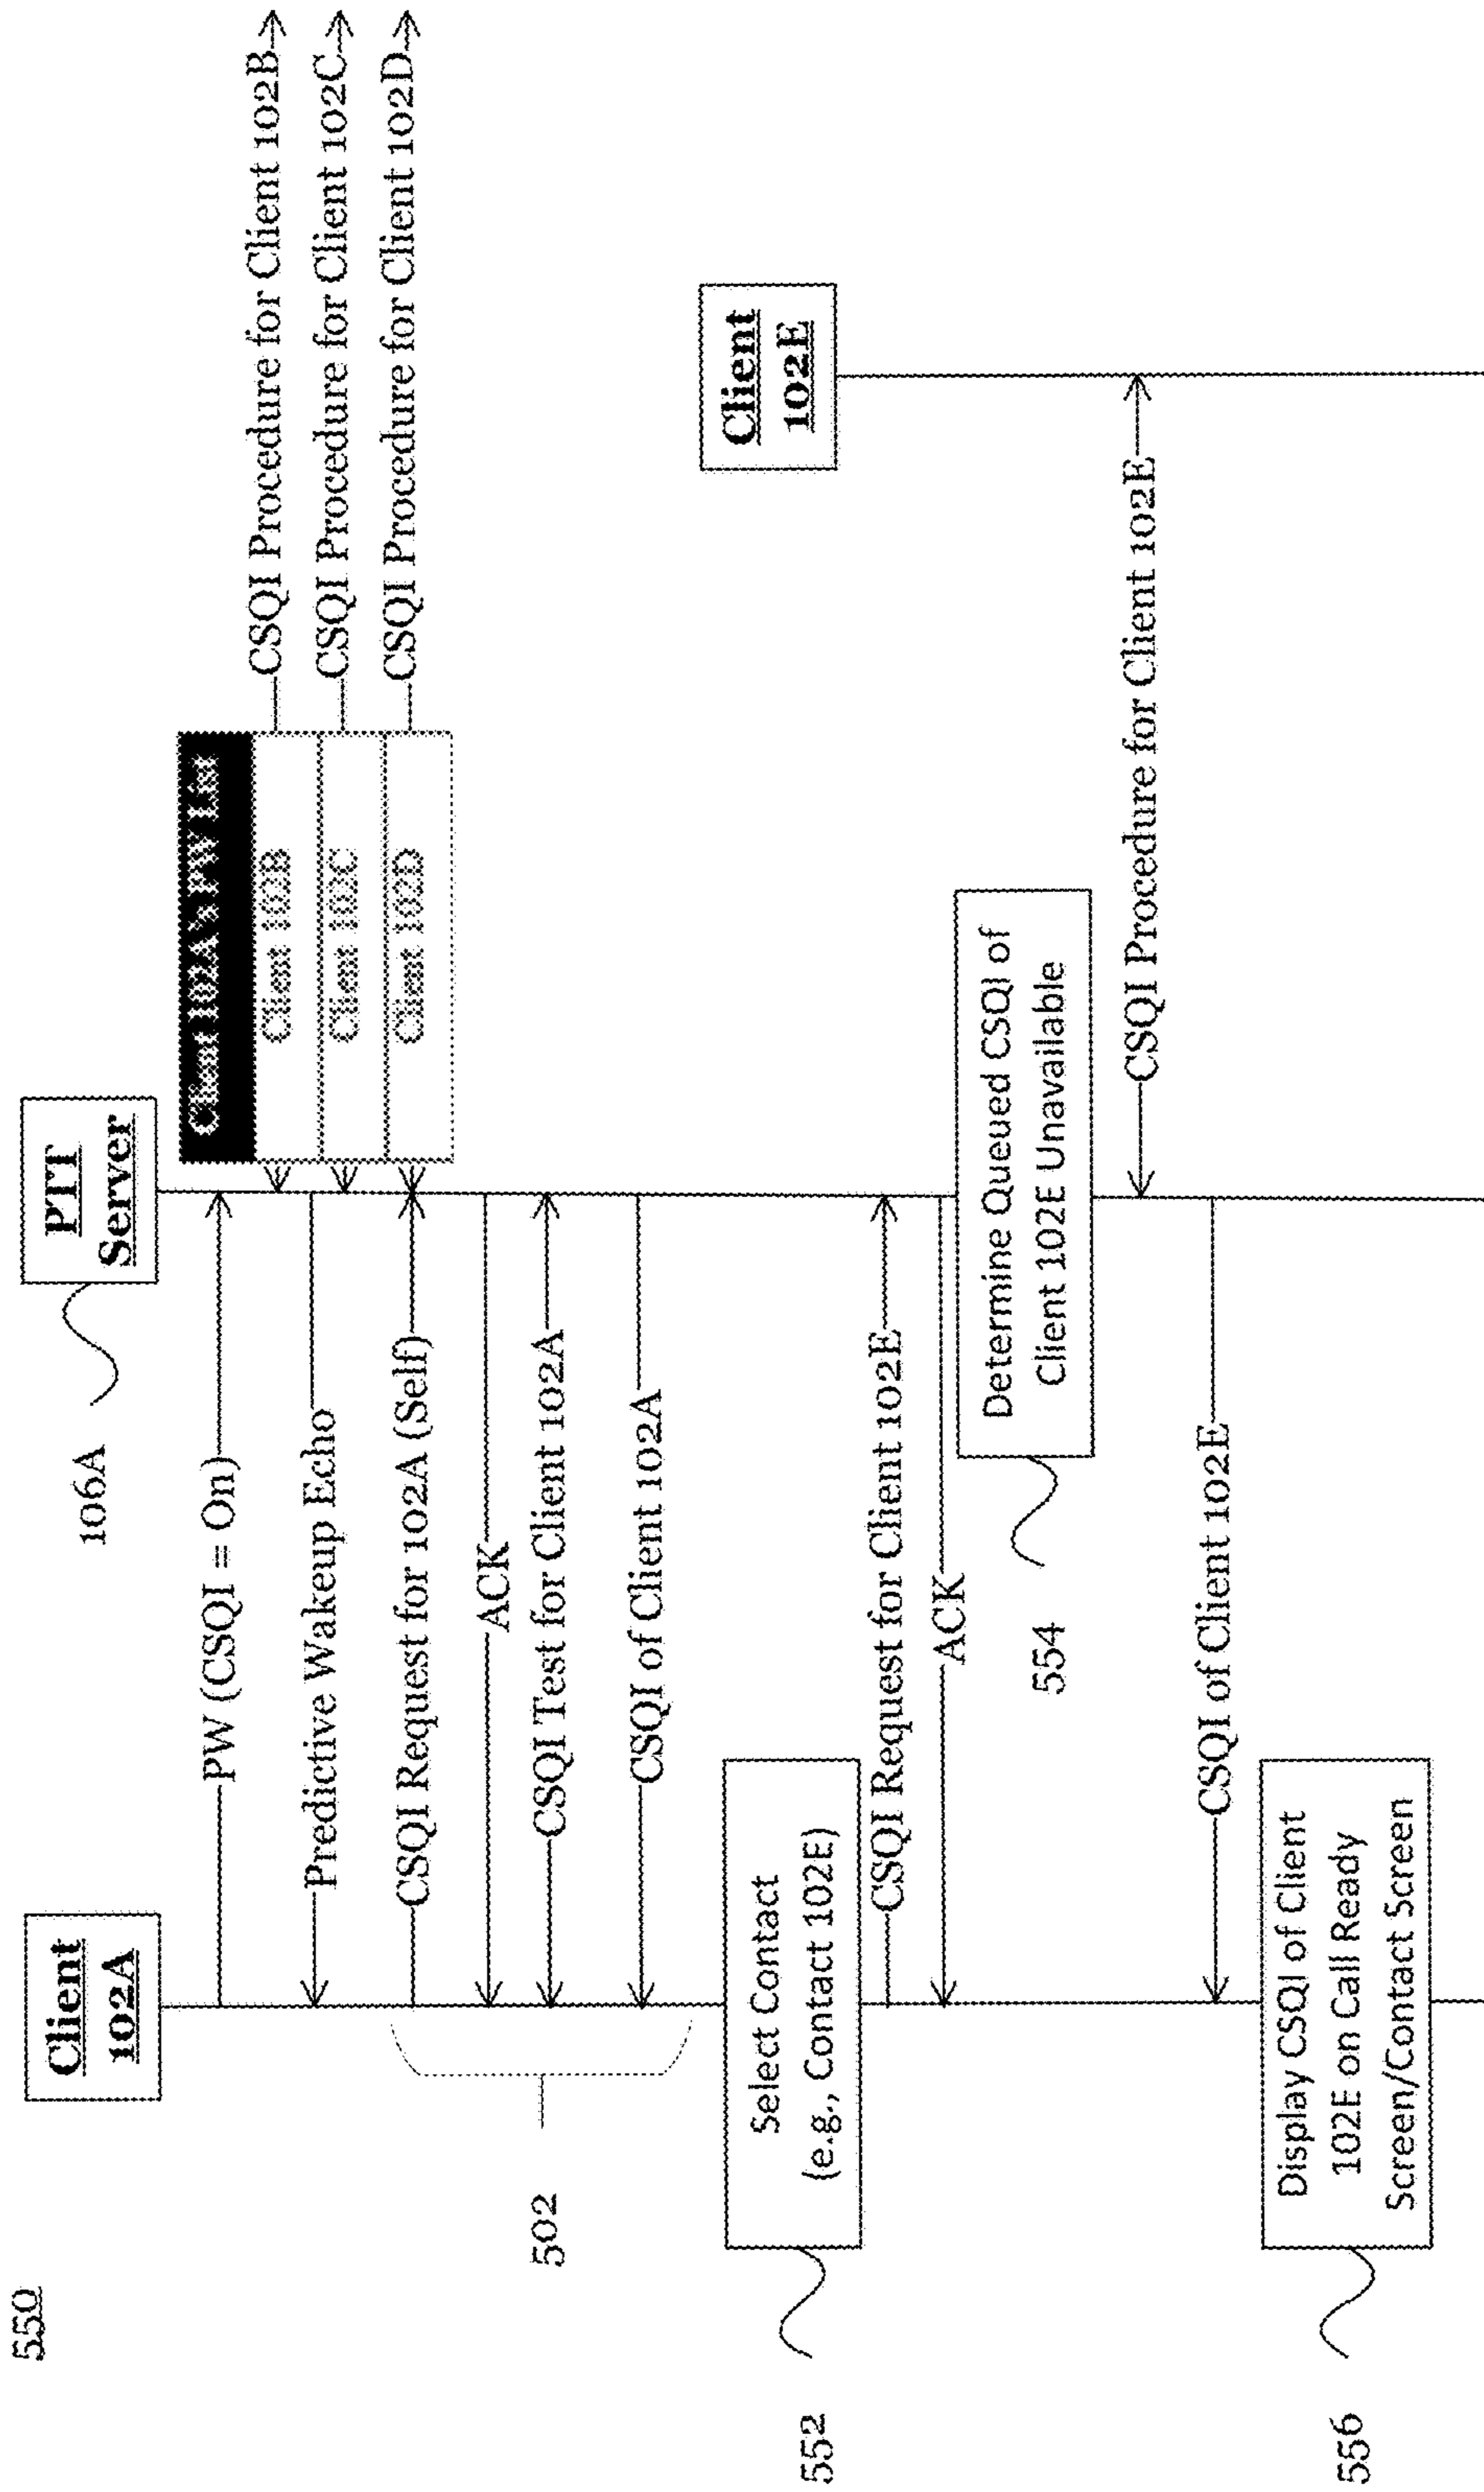 550
Client
102A
PTT
Server
106A
PW (CSQI = On)
Client 102A's PW List
Client 102B
CSQI Procedure for Client 102B
Predictive Wakeup Echo
Client 102C
CSQI Procedure for Client 102C
CSQI Request for 102A (Self)
Client 102D
CSQI Procedure for Client 102D
ACK
502
CSQI Test for Client 102A
CSQI of Client 102A
552
Select Contact
(e.g., Contact 102E)
Client
102E
CSQI Request for Client 102E
ACK
554
Determine Queued CSQI of
Client 102E Unavailable
CSQI Procedure for Client 102E
CSQI of Client 102E
556
Display CSQI of Client
102E on Call Ready
Screen/Contact Screen